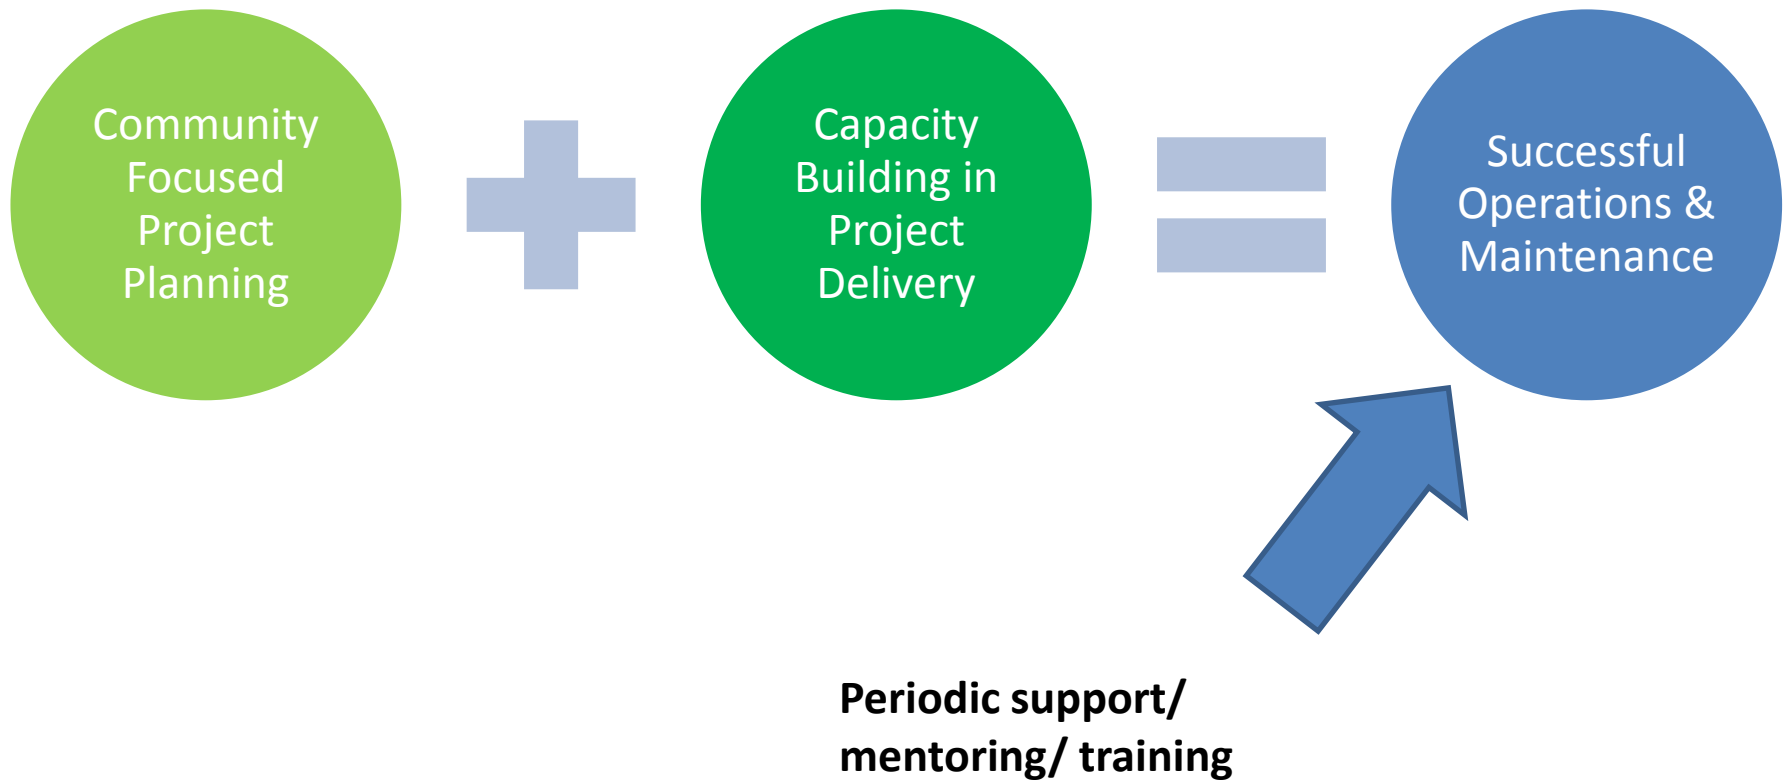 Community
Focused
Project
Planning
Capacity
Building in
Project
Delivery
Successful
Operations &
Maintenance
Periodic support/
mentoring/ training